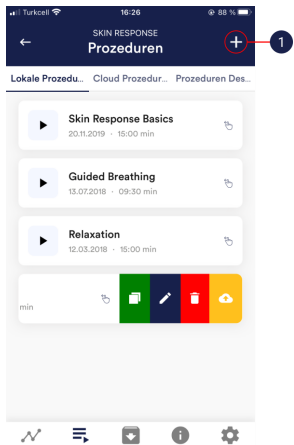 Turkcell 16:26 88 %
SKIN RESPONSE
Prozeduren
1
Lokale Prozedu... Cloud Prozedur... Prozeduren Des...
Skin Response Basics
20.11.2019 · 15:00 min
Guided Breathing
13.07.2018 · 09:30 min
Relaxation
12.03.2018 · 15:00 min
min